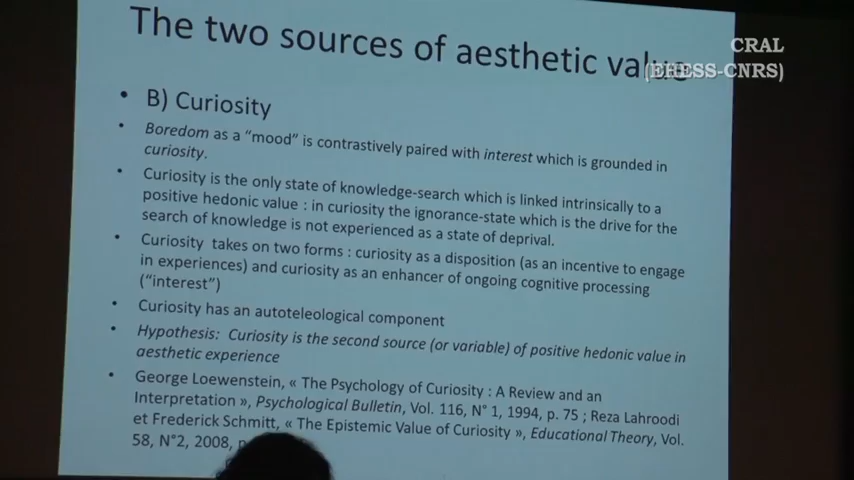 The two sources of aesthetic value
CRAL
(EHESS-CNRS)
• B) Curiosity
• Boredom as a "mood" is contrastively paired with interest which is grounded in
curiosity.
• Curiosity is the only state of knowledge-search which is linked intrinsically to a
positive hedonic value : in curiosity the ignorance-state which is the drive for the
search of knowledge is not experienced as a state of deprival.
• Curiosity takes on two forms : curiosity as a disposition (as an incentive to engage
in experiences) and curiosity as an enhancer of ongoing cognitive processing
("interest")
• Curiosity has an autoteleological component
• Hypothesis: Curiosity is the second source (or variable) of positive hedonic value in
aesthetic experience
• George Loewenstein, « The Psychology of Curiosity : A Review and an
Interpretation », Psychological Bulletin, Vol. 116, N° 1, 1994, p. 75 ; Reza Lahroodi
et Frederick Schmitt, « The Epistemic Value of Curiosity », Educational Theory, Vol.
58, N°2, 2008,